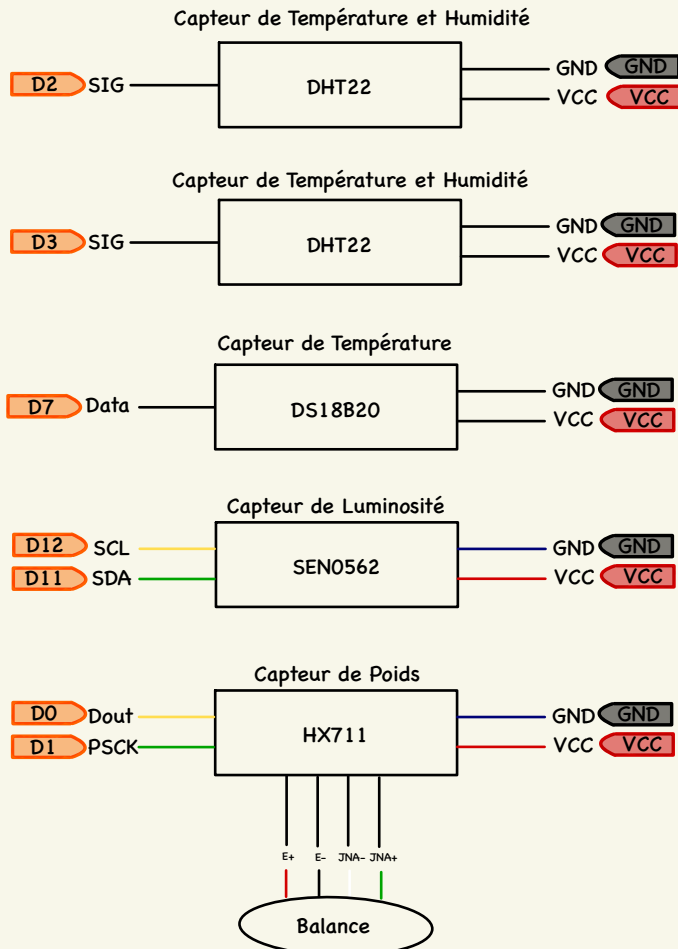 Capteur de Température et Humidité
D2 SIG DHT22 GND GND
VCC VCC
Capteur de Température et Humidité
D3 SIG DHT22 GND GND
VCC VCC
Capteur de Température
D7 Data DS18B20 GND GND
VCC VCC
Capteur de Luminosité
D12 SCL SEN0562 GND GND
D11 SDA VCC VCC
Capteur de Poids
D0 Dout HX711 GND GND
D1 PSCK VCC VCC
E+ E- JNA- JNA+
Balance